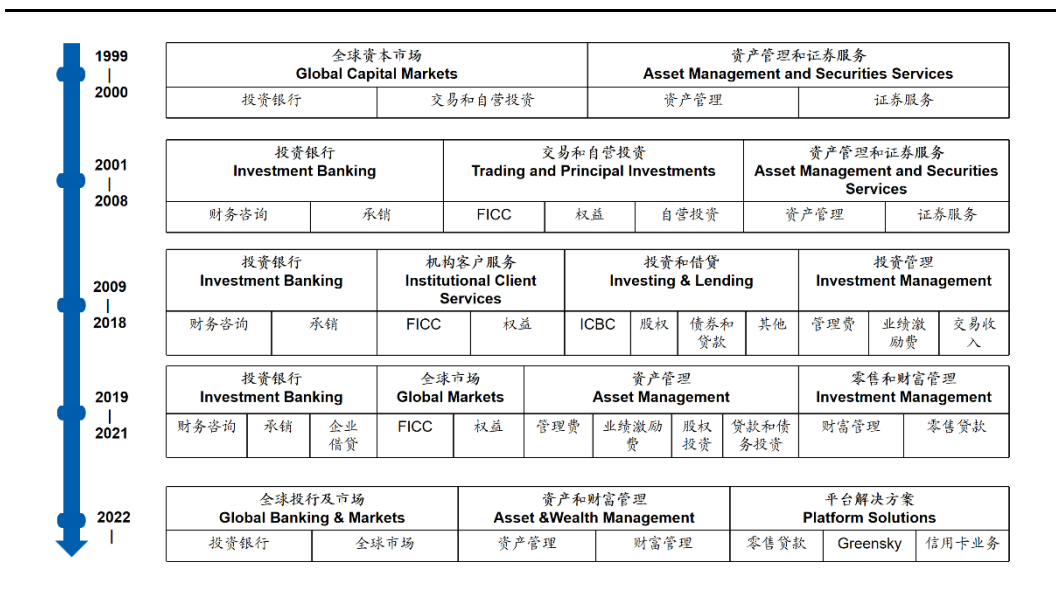 1999
|
2000
全球资本市场
Global Capital Markets
资产管理和证券服务
Asset Management and Securities Services
投资银行
交易和自营投资
资产管理
证券服务
2001
|
2008
投资银行
Investment Banking
交易和自营投资
Trading and Principal Investments
资产管理和证券服务
Asset Management and Securities
Services
财务咨询
承销
FICC
权益
自营投资
资产管理
证券服务
2009
|
2018
投资银行
Investment Banking
机构客户服务
Institutional Client
Services
投资和借贷
Investing & Lending
投资管理
Investment Management
财务咨询
承销
FICC
权益
ICBC
股权
债券和
贷款
其他
管理费
业绩激
励费
交易收
入
2019
|
2021
投资银行
Investment Banking
全球市场
Global Markets
资产管理
Asset Management
零售和财富管理
Investment Management
财务咨询
承销
企业
借贷
FICC
权益
管理费
业绩激励
费
股权
投资
贷款和债
务投资
财富管理
零售贷款
2022
|
全球投行及市场
Global Banking & Markets
资产和财富管理
Asset &Wealth Management
平台解决方案
Platform Solutions
投资银行
全球市场
资产管理
财富管理
零售贷款
Greensky
信用卡业务